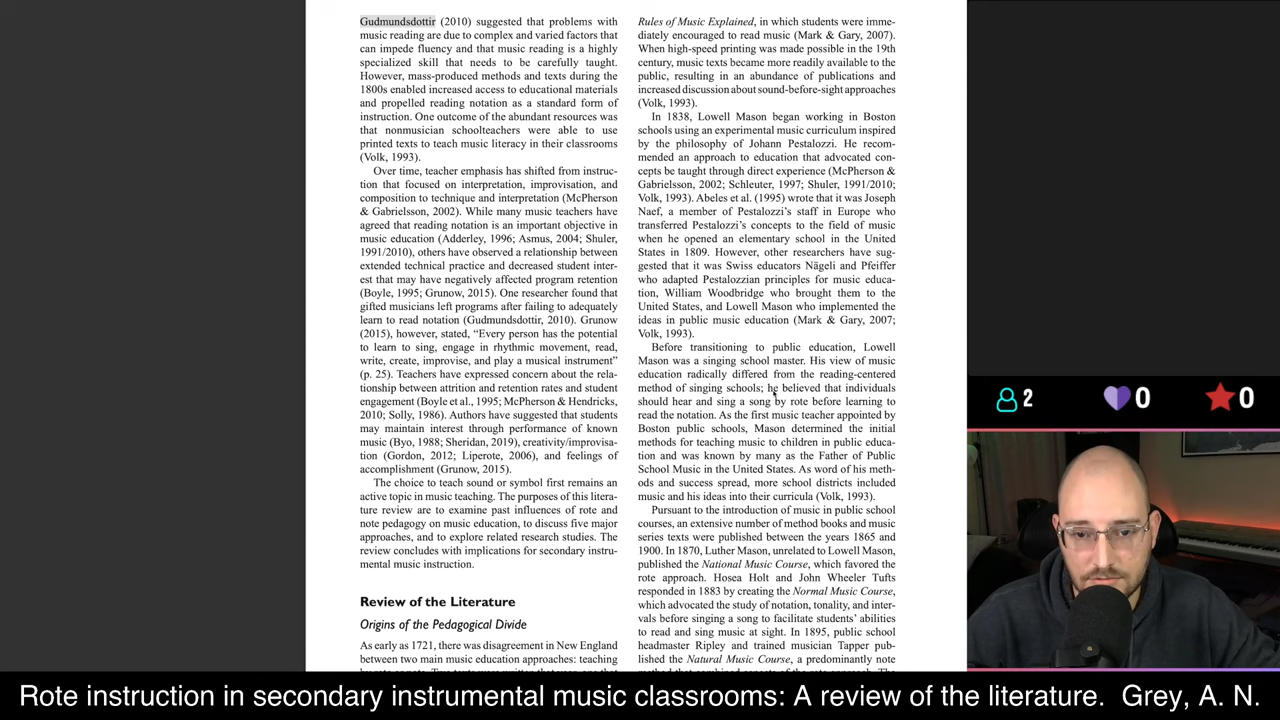 Gudmundsdottir (2010) suggested that problems with
music reading are due to complex and varied factors that
can impede fluency and that music reading is a highly
specialized skill that needs to be carefully taught.
However, mass-produced methods and texts during the
1800s enabled increased access to educational materials
and propelled reading notation as a standard form of
instruction. One outcome of the abundant resources was
that nonmusician schoolteachers were able to use
printed texts to teach music literacy in their classrooms
(Volk, 1993).
Over time, teacher emphasis has shifted from instruc-
tion that focused on interpretation, improvisation, and
composition to technique and interpretation (McPherson
& Gabrielsson, 2002). While many music teachers have
agreed that reading notation is an important objective in
music education (Adderley, 1996; Asmus, 2004; Shuler,
1991/2010), others have observed a relationship between
extended technical practice and decreased student inter-
est that may have negatively affected program retention
(Boyle, 1995; Grunow, 2015). One researcher found that
gifted musicians left programs after failing to adequately
learn to read notation (Gudmundsdottir, 2010). Grunow
(2015), however, stated, “Every person has the potential
to learn to sing, engage in rhythmic movement, read,
write, create, improvise, and play a musical instrument”
(p. 25). Teachers have expressed concern about the rela-
tionship between attrition and retention rates and student
engagement (Boyle et al., 1995; McPherson & Hendricks,
2010; Solly, 1986). Authors have suggested that students
may maintain interest through performance of known
music (Byo, 1988; Sheridan, 2019), creativity/improvisa-
tion (Gordon, 2012; Liperote, 2006), and feelings of
accomplishment (Grunow, 2015).
The choice to teach sound or symbol first remains an
active topic in music teaching. The purposes of this litera-
ture review are to examine past influences of rote and
note pedagogy on music education, to discuss five major
approaches, and to explore related research studies. The
review concludes with implications for secondary instru-
mental music instruction.
Review of the Literature
Origins of the Pedagogical Divide
As early as 1721, there was disagreement in New England
between two main music education approaches: teaching
Rules of Music Explained, in which students were imme-
diately encouraged to read music (Mark & Gary, 2007).
When high-speed printing was made possible in the 19th
century, music texts became more readily available to the
public, resulting in an abundance of publications and
increased discussion about sound-before-sight approaches
(Volk, 1993).
In 1838, Lowell Mason began working in Boston
schools using an experimental music curriculum inspired
by the philosophy of Johann Pestalozzi. He recom-
mended an approach to education that advocated con-
cepts be taught through direct experience (McPherson &
Gabrielsson, 2002; Schleuter, 1997; Shuler, 1991/2010;
Volk, 1993). Abeles et al. (1995) wrote that it was Joseph
Naef, a member of Pestalozzi’s staff in Europe who
transferred Pestalozzi’s concepts to the field of music
when he opened an elementary school in the United
States in 1809. However, other researchers have sug-
gested that it was Swiss educators Nägeli and Pfeiffer
who adapted Pestalozzian principles for music educa-
tion, William Woodbridge who brought them to the
United States, and Lowell Mason who implemented the
ideas in public music education (Mark & Gary, 2007;
Volk, 1993).
Before transitioning to public education, Lowell
Mason was a singing school master. His view of music
education radically differed from the reading-centered
method of singing schools; he believed that individuals
should hear and sing a song by rote before learning to
read the notation. As the first music teacher appointed by
Boston public schools, Mason determined the initial
methods for teaching music to children in public educa-
tion and was known by many as the Father of Public
School Music in the United States. As word of his meth-
ods and success spread, more school districts included
music and his ideas into their curricula (Volk, 1993).
Pursuant to the introduction of music in public school
courses, an extensive number of method books and music
series texts were published between the years 1865 and
1900. In 1870, Luther Mason, unrelated to Lowell Mason,
published the National Music Course, which favored the
rote approach. Hosea Holt and John Wheeler Tufts
responded in 1883 by creating the Normal Music Course,
which advocated the study of notation, tonality, and inter-
vals before singing a song to facilitate students’ abilities
to read and sing music at sight. In 1895, public school
headmaster Ripley and trained musician Tapper pub-
lished the Natural Music Course, a predominantly note
2
0
0
Rote instruction in secondary instrumental music classrooms: A review of the literature. Grey, A. N.